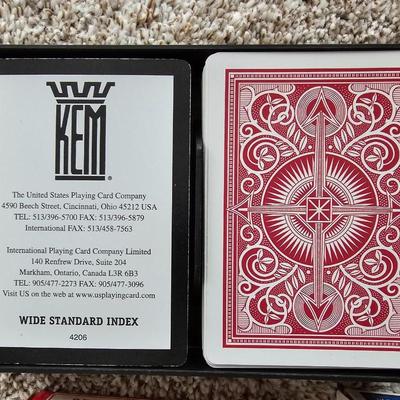 KEM
The United States Playing Card Company
4590 Beech Street, Cincinnati, Ohio 45212 USA
TEL: 513/396-5700 FAX: 513/396-5879
International FAX: 513/458-7563
International Playing Card Company Limited
140 Renfrew Drive, Suite 204
Markham, Ontario, Canada L3R 6B3
TEL: 905/477-2273 FAX: 905/477-3096
Visit US on the web at www.usplayingcard.com
WIDE STANDARD INDEX
4206